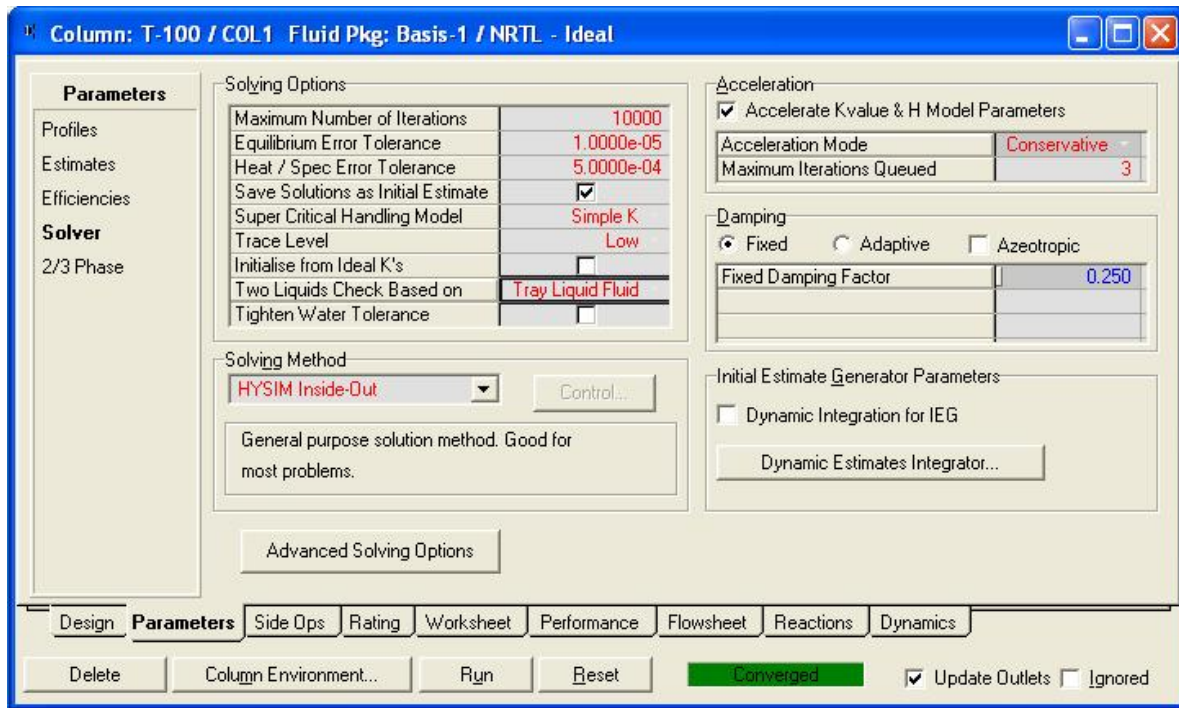 Column: T-100 / COL1 Fluid Pkg: Basis-1 / NRTL - Ideal
Parameters
Profiles
Estimates
Efficiencies
Solver
2/3 Phase
Solving Options
Maximum Number of Iterations 10000
Equilibrium Error Tolerance 1.0000e-05
Heat / Spec Error Tolerance 5.0000e-04
Save Solutions as Initial Estimate
Super Critical Handling Model Simple K
Trace Level Low
Initialise from Ideal K's
Two Liquids Check Based on Tray Liquid Fluid
Tighten Water Tolerance
Solving Method
HYSIM Inside-Out
Control...
General purpose solution method. Good for
most problems.
Advanced Solving Options
Acceleration
Accelerate Kvalue & H Model Parameters
Acceleration Mode Conservative
Maximum Iterations Queued 3
Damping
Fixed Adaptive Azeotropic
Fixed Damping Factor 0.250
Initial Estimate Generator Parameters
Dynamic Integration for IEG
Dynamic Estimates Integrator...
Design Parameters Side Ops Rating Worksheet Performance Flowsheet Reactions Dynamics
Delete Column Environment... Run Reset Converged Update Outlets Ignored